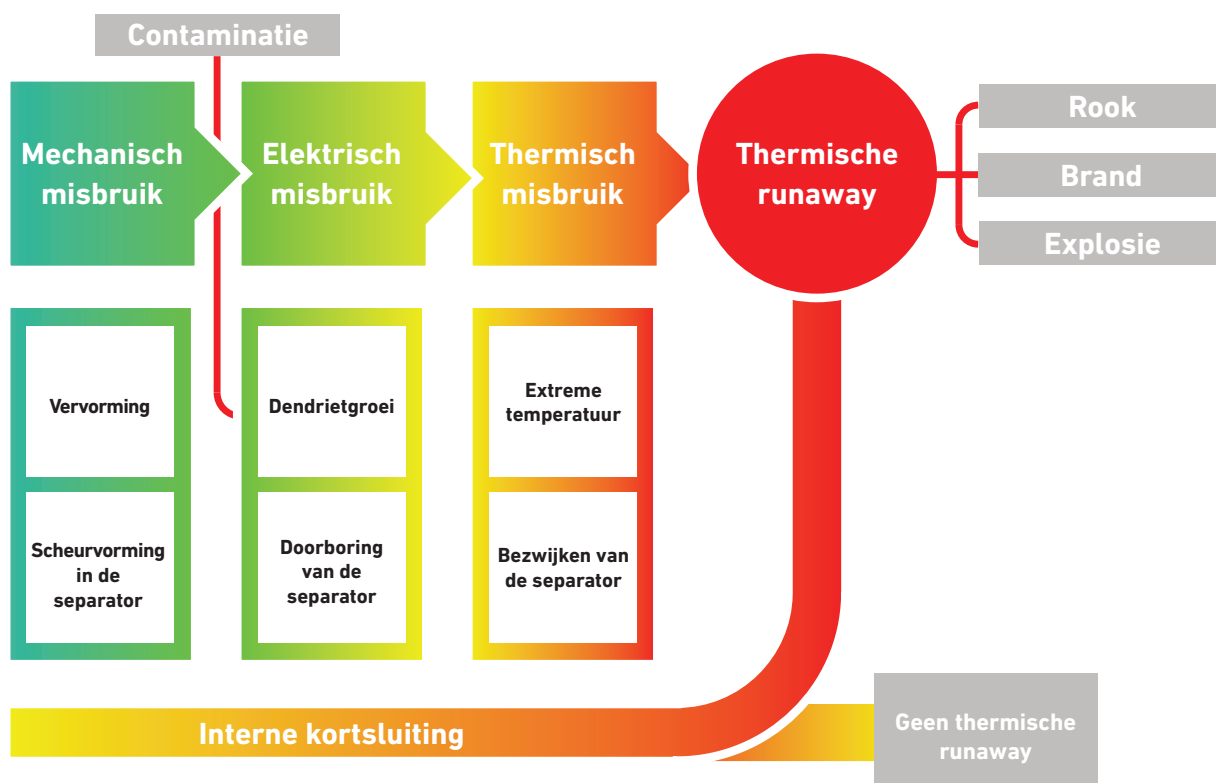 Contaminatie
Mechanisch
misbruik
Elektrisch
misbruik
Thermisch
misbruik
Thermische
runaway
Rook
Brand
Explosie
Vervorming
Dendrietgroei
Extreme
temperatuur
Scheurvorming
in de
separator
Doorboring
van de
separator
Bezwijken van
de separator
Interne kortsluiting
Geen thermische
runaway